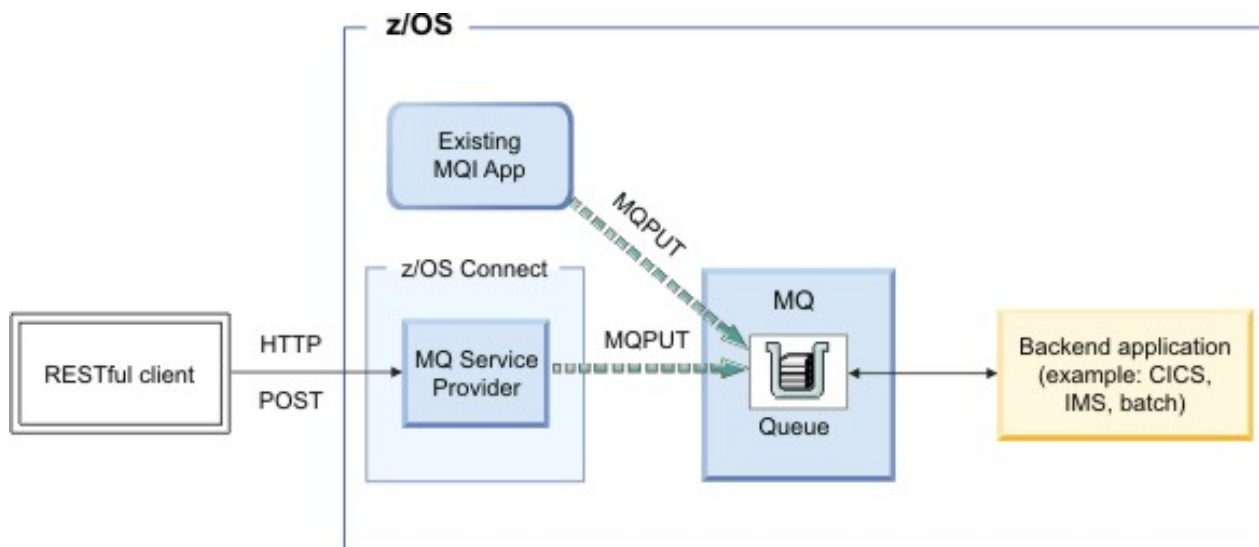 z/OS
Existing
MQI App
MQPUT
z/OS Connect
RESTful client
HTTP
POST
MQ Service
Provider
MQPUT
MQ
Queue
Backend application
(example: CICS,
IMS, batch)